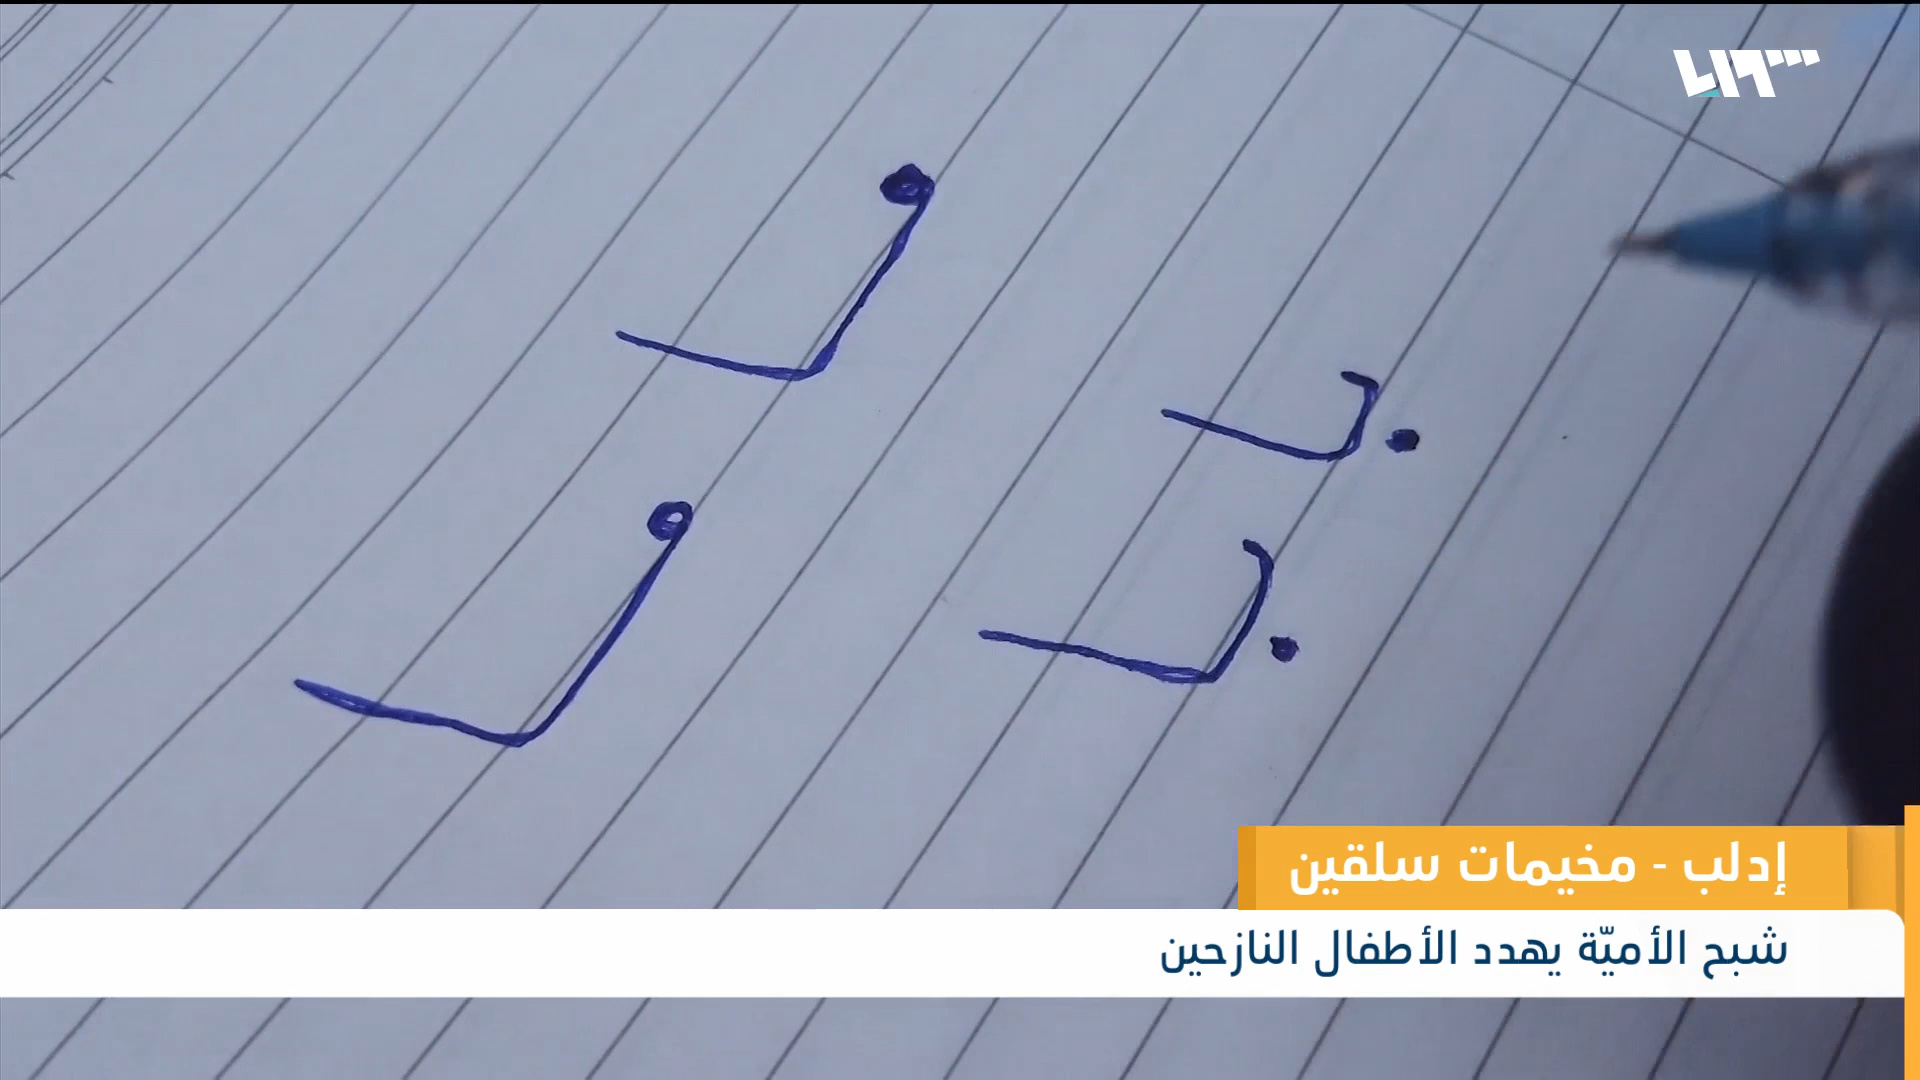 إدلب - مخيمات سلقين
شبح الأميّة يهدد الأطفال النازحين